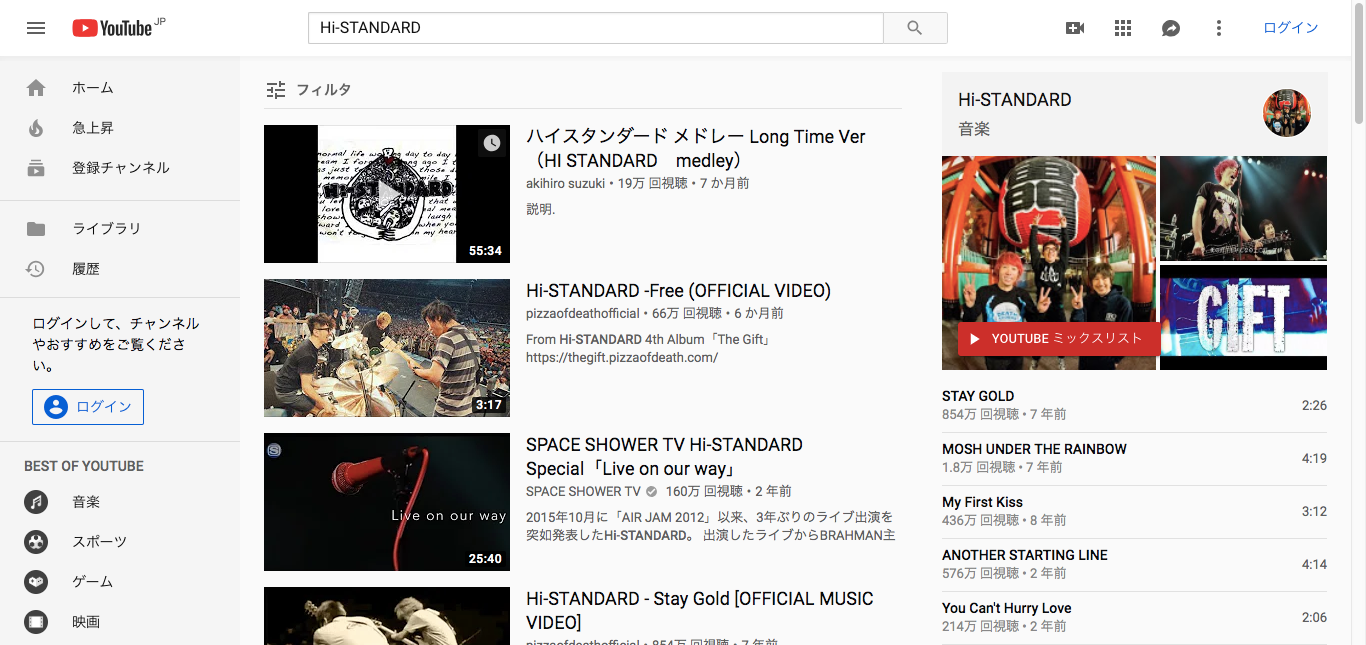 YouTube JP
Hi-STANDARD
ログイン
ホーム
急上昇
登録チャンネル
ライブラリ
履歴
ログインして、チャンネル
やおすすめをご覧くださ
い。
ログイン
BEST OF YOUTUBE
音楽
スポーツ
ゲーム
映画
フィルタ
Hi-STANDARD
55:34
ハイスタンダード メドレー Long Time Ver
（HI STANDARD　medley）
akihiro suzuki • 19万 回視聴 • 7 か月前
説明.
3:17
Hi-STANDARD -Free (OFFICIAL VIDEO)
pizzaofdeathofficial • 66万 回視聴 • 6 か月前
From Hi-STANDARD 4th Album「The Gift」
https://thegift.pizzaofdeath.com/
Live on our way
25:40
SPACE SHOWER TV Hi-STANDARD
Special「Live on our way」
SPACE SHOWER TV 160万 回視聴 • 2 年前
2015年10月に「AIR JAM 2012」以来、3年ぶりのライブ出演を
突如発表したHi-STANDARD。 出演したライブからBRAHMAN主
Hi-STANDARD - Stay Gold [OFFICIAL MUSIC
VIDEO]
pizzaofdeathofficial • 854万 回視聴 • 7 年前
Hi-STANDARD
音楽
GIFT
YOUTUBE ミックスリスト
STAY GOLD
854万 回視聴 • 7 年前
2:26
MOSH UNDER THE RAINBOW
1.8万 回視聴 • 7 年前
4:19
My First Kiss
436万 回視聴 • 8 年前
3:12
ANOTHER STARTING LINE
576万 回視聴 • 2 年前
4:14
You Can't Hurry Love
214万 回視聴 • 2 年前
2:06